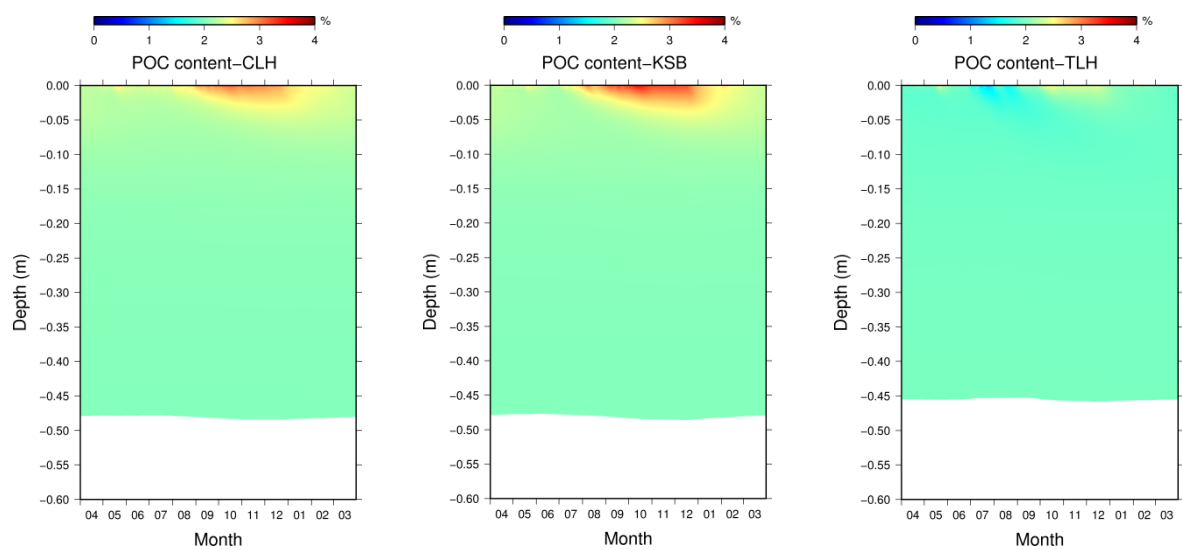 % % %
0 1 2 3 4 0 1 2 3 4 0 1 2 3 4
POC content−CLH POC content−KSB POC content−TLH
0.00 0.00 0.00
−0.05 −0.05 −0.05
−0.10 −0.10 −0.10
−0.15 −0.15 −0.15
−0.20 −0.20 −0.20
−0.25 −0.25 −0.25
−0.30 −0.30 −0.30
−0.35 −0.35 −0.35
−0.40 −0.40 −0.40
−0.45 −0.45 −0.45
−0.50 −0.50 −0.50
−0.55 −0.55 −0.55
−0.60 −0.60 −0.60
Depth (m) Depth (m) Depth (m)
04 05 06 07 08 09 10 11 12 01 02 03 04 05 06 07 08 09 10 11 12 01 02 03 04 05 06 07 08 09 10 11 12 01 02 03
Month Month Month